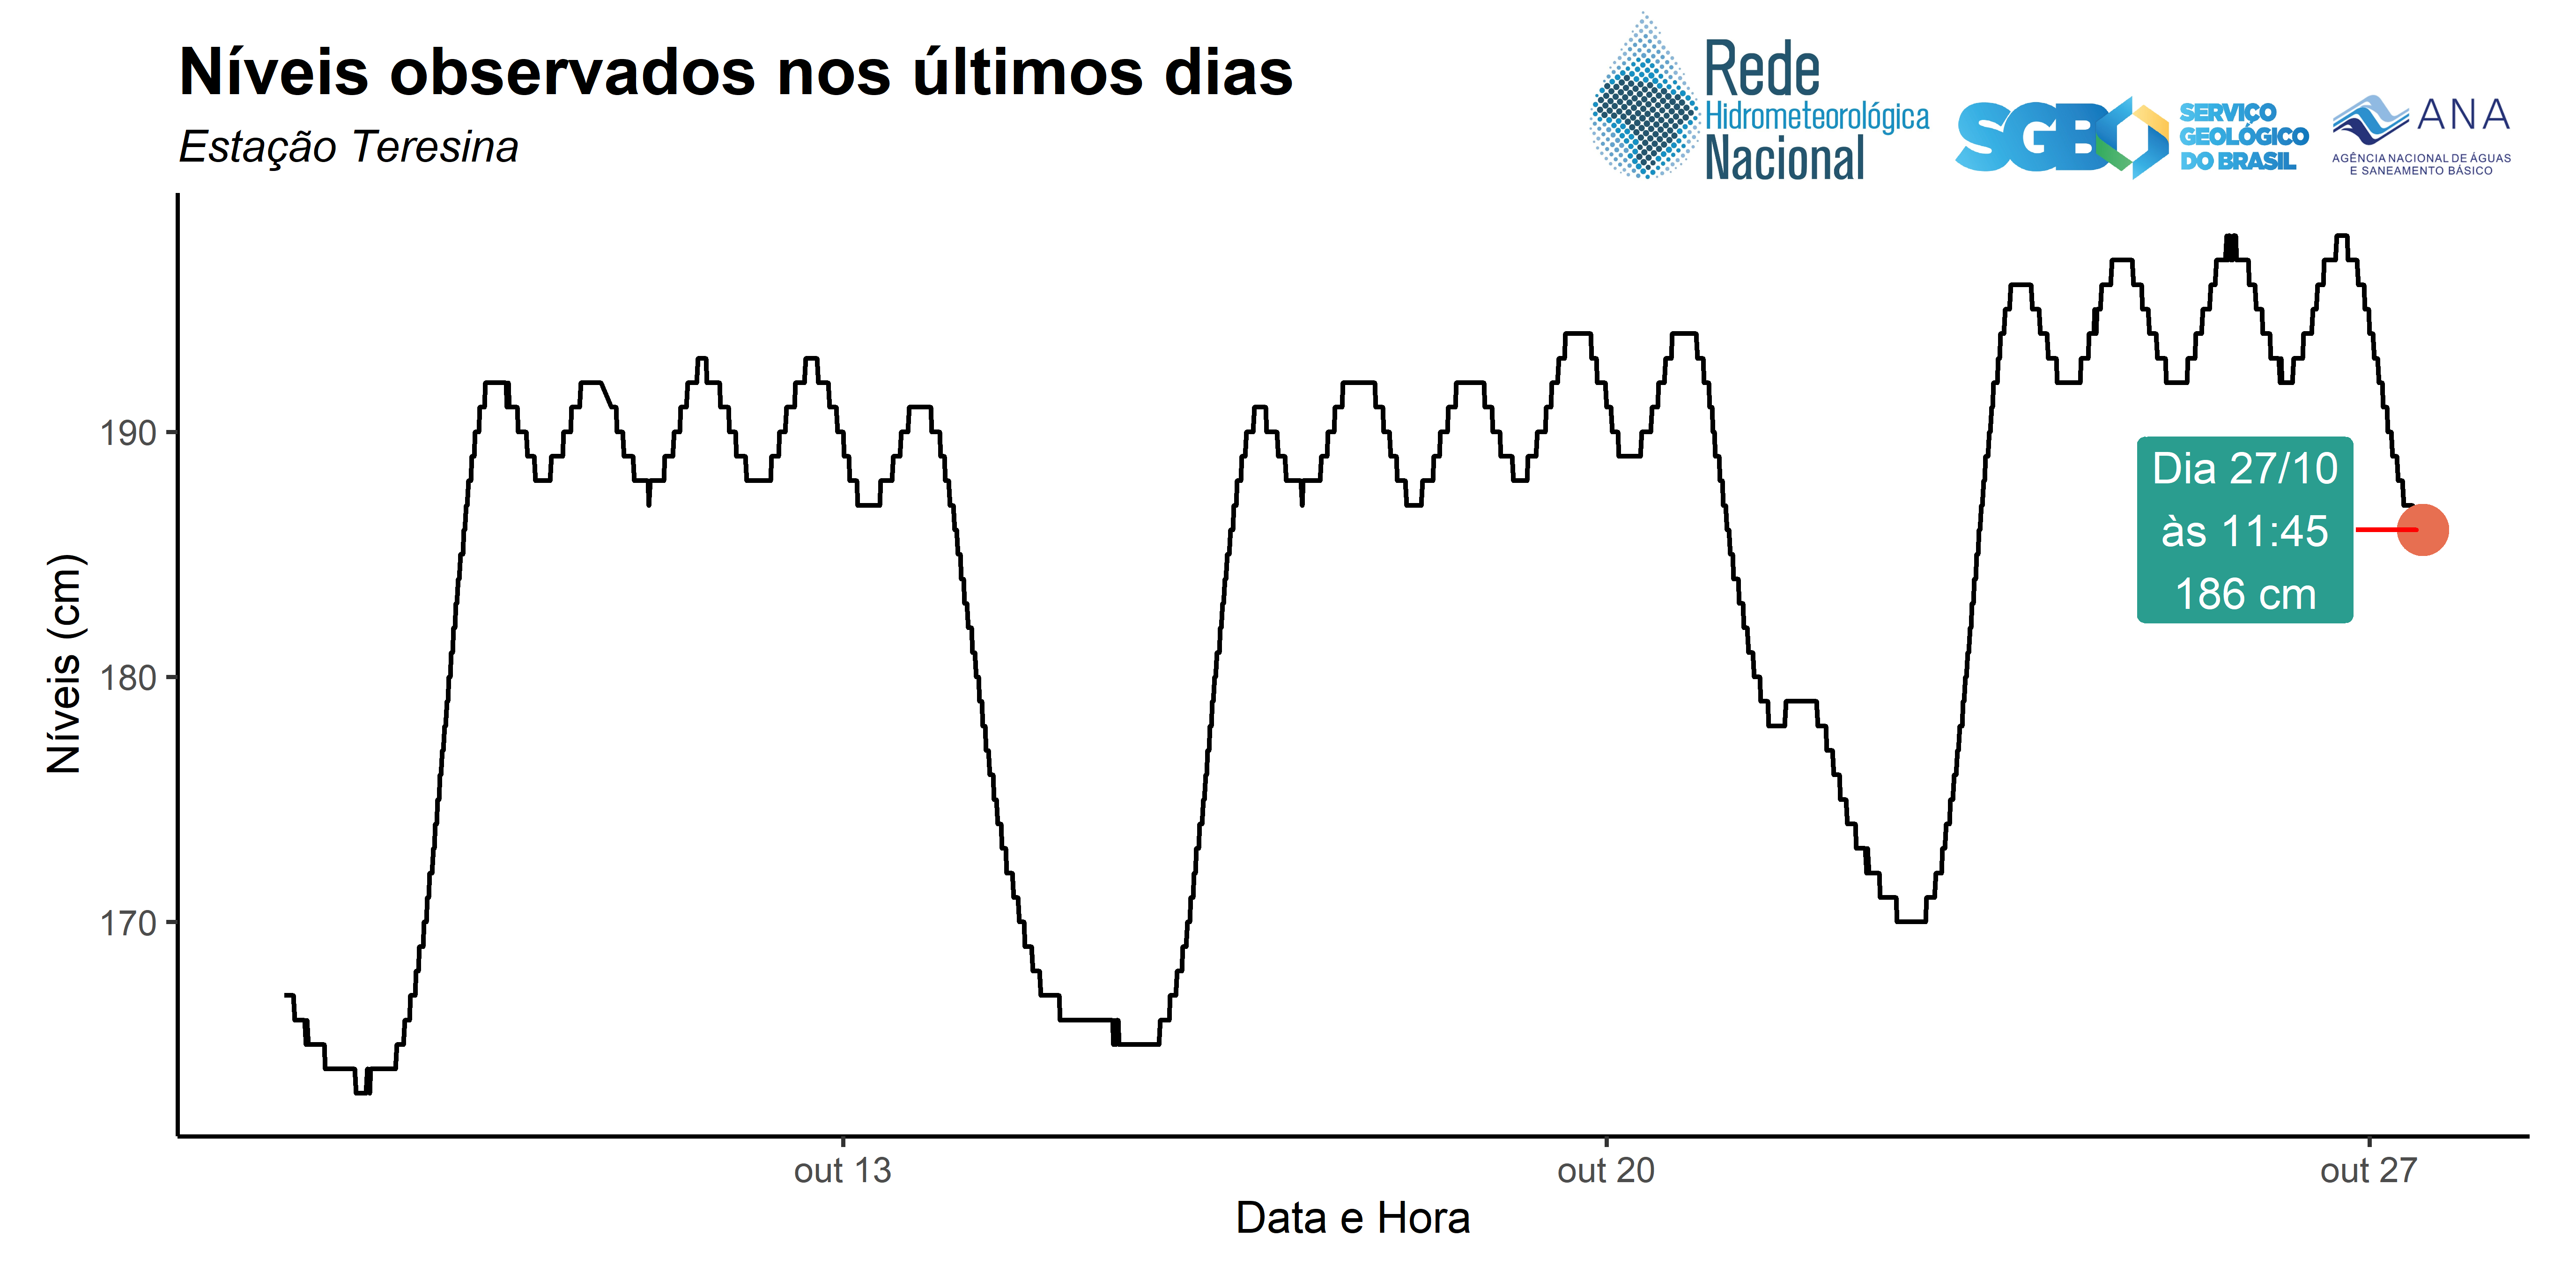 Níveis observados nos últimos dias
Estação Teresina
Rede
Hidrometeorológica
Nacional
SGB
SERVIÇO
GEOLÓGICO
DO BRASIL
ANA
AGÊNCIA NACIONAL DE ÁGUAS
E SANEAMENTO BÁSICO
Níveis (cm)
190
180
170
Dia 27/10
às 11:45
186 cm
out 13
out 20
out 27
Data e Hora